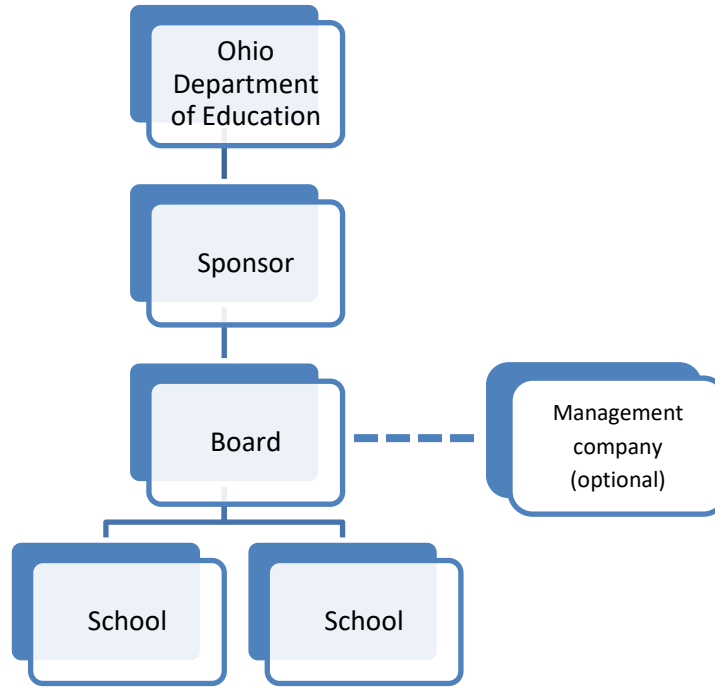 Ohio
Department
of Education
Sponsor
Board
Management
company
(optional)
School
School